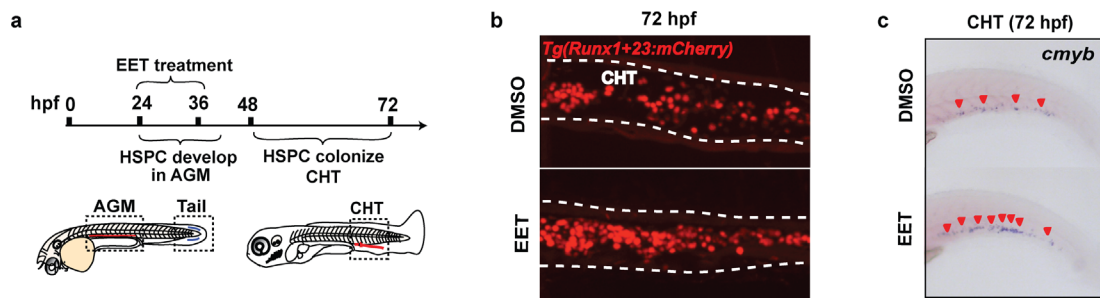 a
EET treatment
hpf 0 24 36 48 72
HSPC develop
in AGM
HSPC colonize
CHT
AGM Tail
CHT
b
72 hpf
DMSO
Tg(Runx1+23:mCherry)
CHT
EET
c
CHT (72 hpf)
DMSO
cmyb
EET